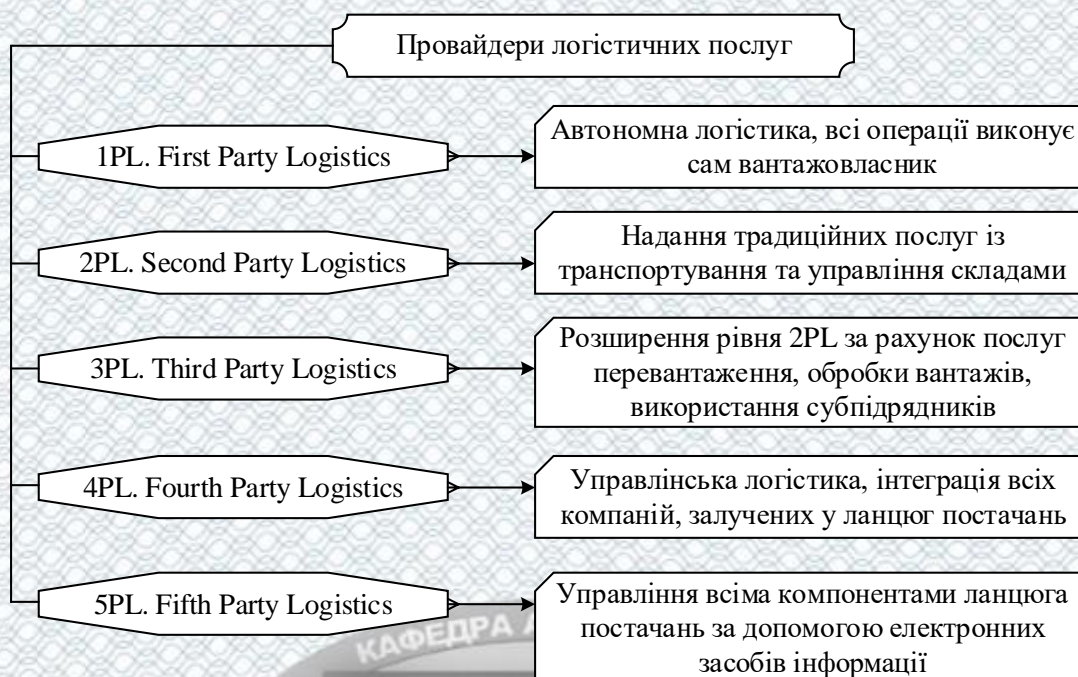 Провайдери логістичних послуг
1PL. First Party Logistics
Автономна логістика, всі операції виконує
сам вантажовласник
2PL. Second Party Logistics
Надання традиційних послуг із
транспортування та управління складами
3PL. Third Party Logistics
Розширення рівня 2PL за рахунок послуг
перевантаження, обробки вантажів,
використання субпідрядників
4PL. Fourth Party Logistics
Управлінська логістика, інтеграція всіх
компаній, залучених у ланцюг постачань
5PL. Fifth Party Logistics
Управління всіма компонентами ланцюга
постачань за допомогою електронних
засобів інформації
КАФЕДРА